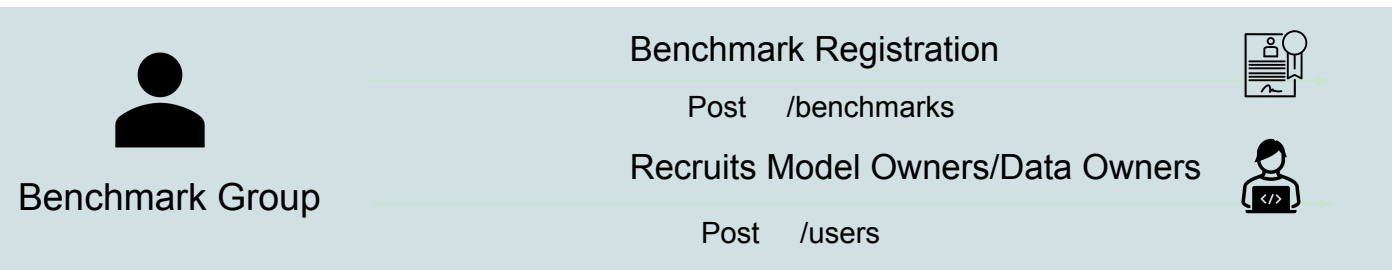 Benchmark Registration
Post /benchmarks
Recruits Model Owners/Data Owners
Benchmark Group
Post /users